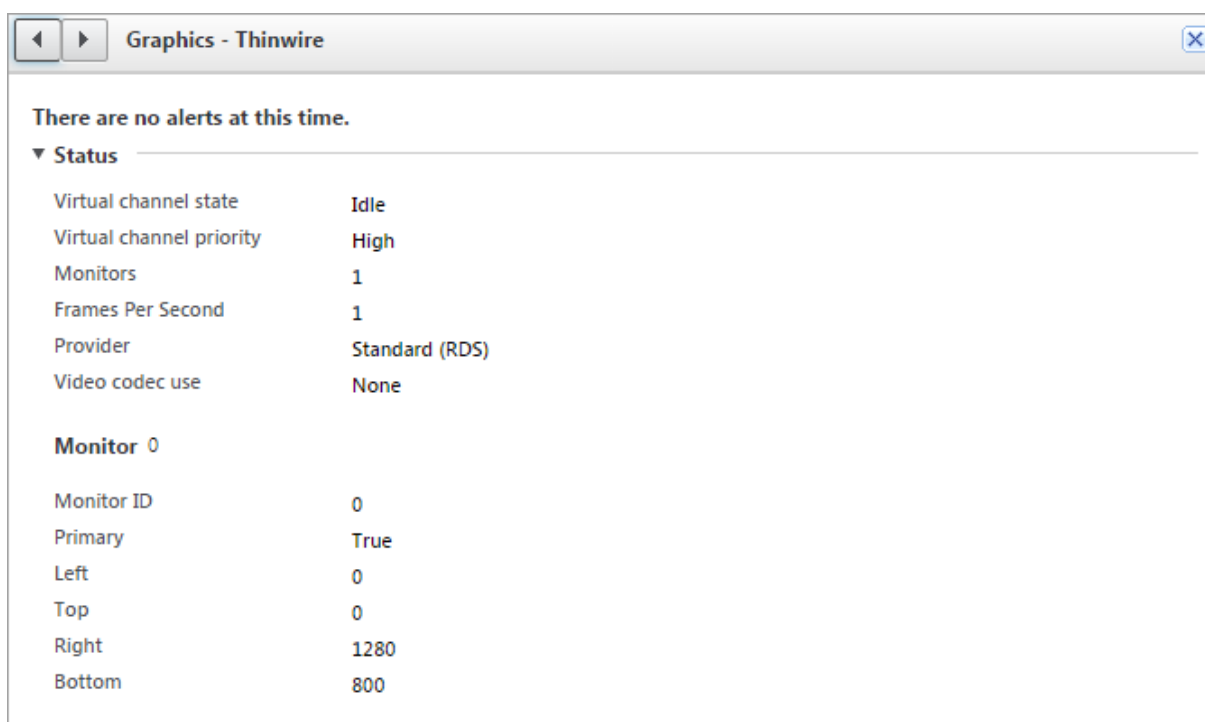 Graphics - Thinwire
There are no alerts at this time.
Status
Virtual channel state Idle
Virtual channel priority High
Monitors 1
Frames Per Second 1
Provider Standard (RDS)
Video codec use None
Monitor 0
Monitor ID 0
Primary True
Left 0
Top 0
Right 1280
Bottom 800